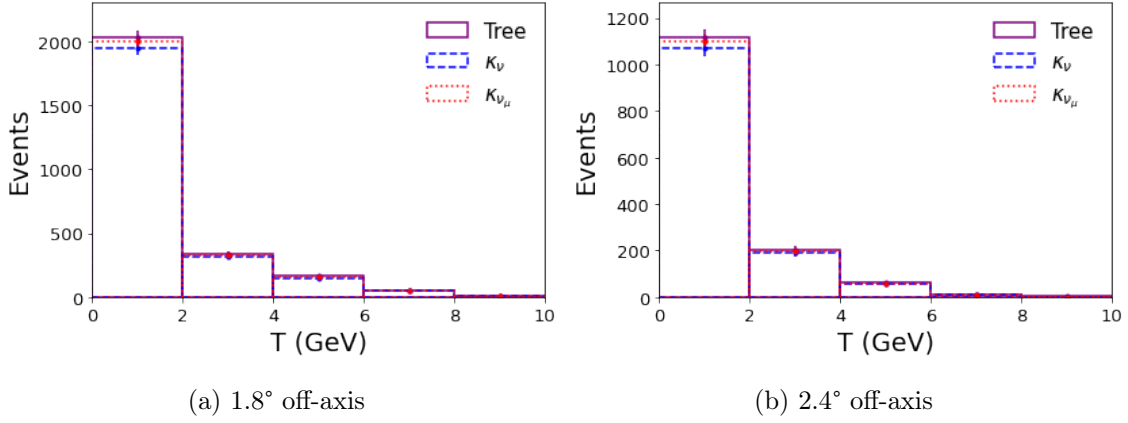 Events
2000
1500
1000
500
0
0 2 4 6 8 10
T (GeV)
Tree
κν
κνμ
(a) 1.8° off-axis
Events
1200
1000
800
600
400
200
0
0 2 4 6 8 10
T (GeV)
Tree
κν
κνμ
(b) 2.4° off-axis